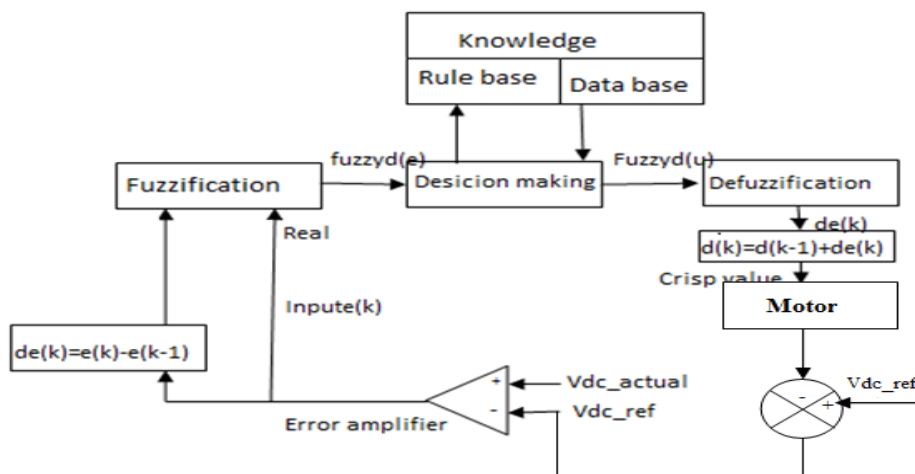 Knowledge
Rule base
Data base
fuzzyd(e)
Fuzzyd(u)
Fuzzification
Desicion making
Defuzzification
de(k)
Real
d(k)=d(k-1)+de(k)
Crisp value
Inpute(k)
Motor
de(k)=e(k)-e(k-1)
+ Vdc_actual
- Vdc_ref
Error amplifier
-
+
Vdc_ref